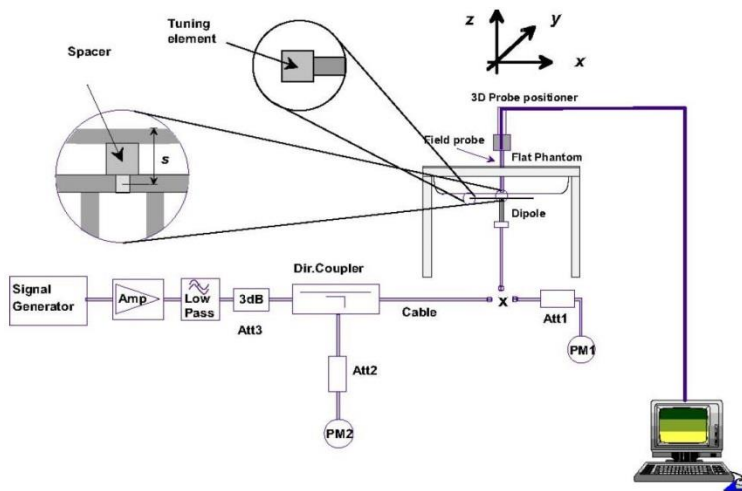 Tuning
element
Spacer
s
z
y
x
3D Probe positioner
Field probe
Flat Phantom
Dipole
Dir.Coupler
Signal
Generator
Amp
Low
Pass
3dB
Att3
Cable
x
Att1
PM1
Att2
PM2